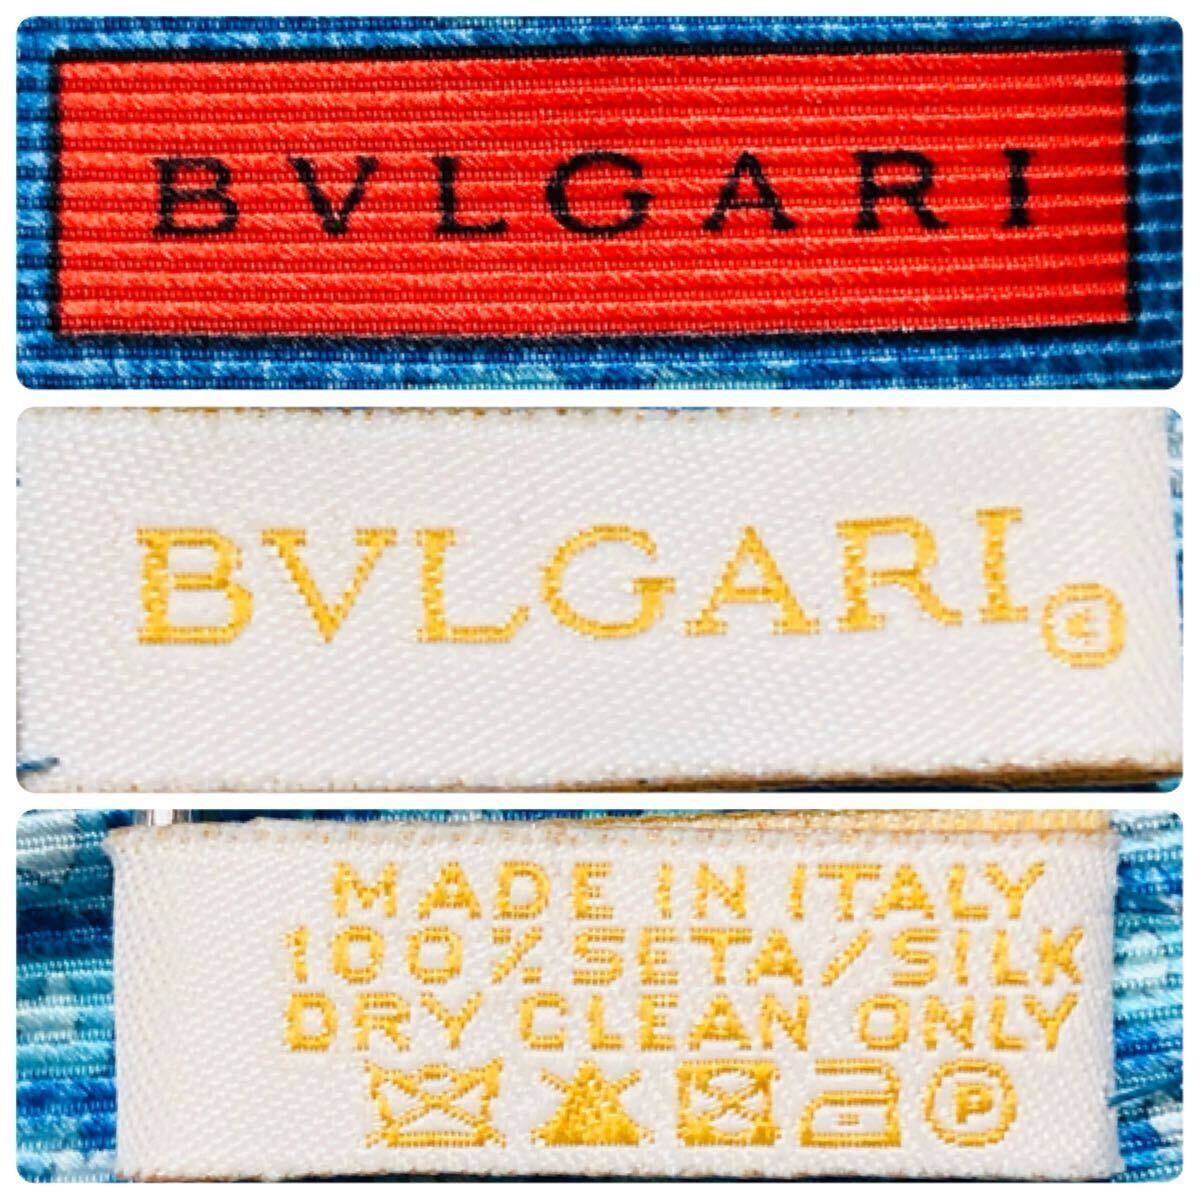 BVLGARI
BVLGARI®
MADE IN ITALY
100% SETA/SILK
DRY CLEAN ONLY
P